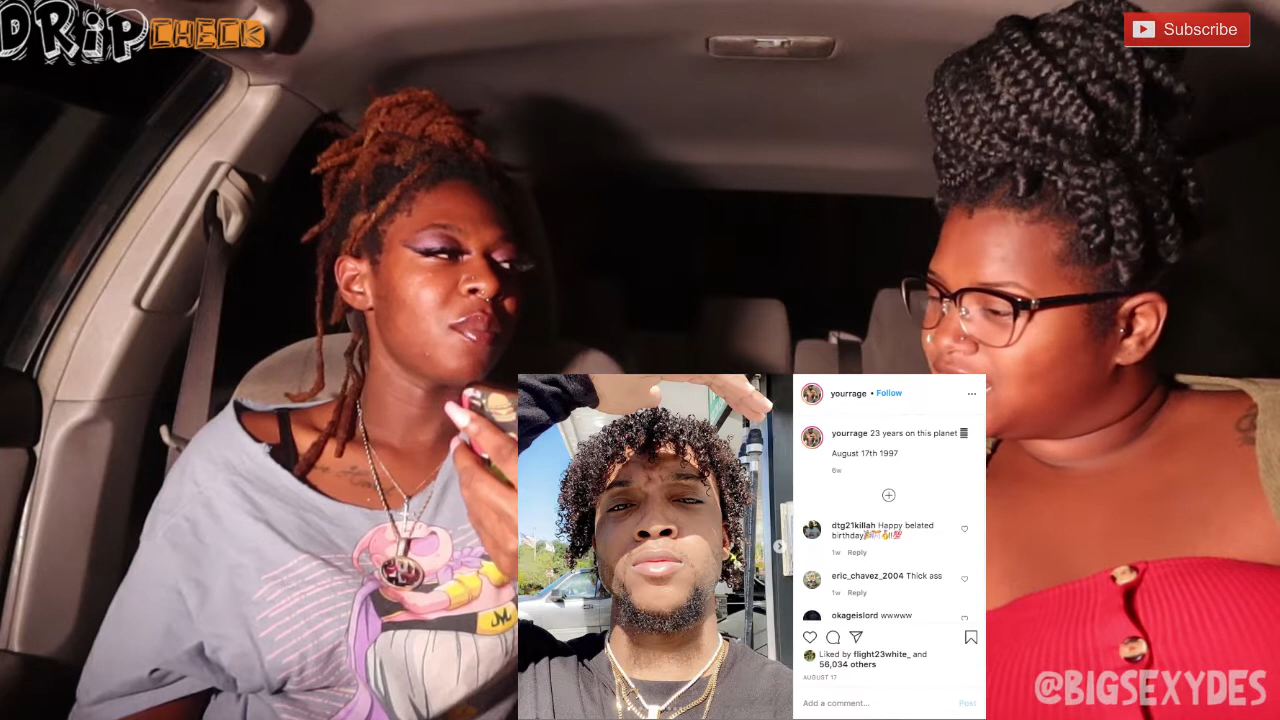 DRiP CHECK
Subscribe
yourrage • Follow
yourrage 23 years on this planet
August 17th 1997
6w
dtg21killah Happy belated
birthday🎉🎊🥇!!💯
1w Reply
eric_chavez_2004 Thick ass
1w Reply
okageislord wwwww
Liked by flight23white_ and
56,034 others
AUGUST 17
Add a comment... Post
@BIGSEXYDES